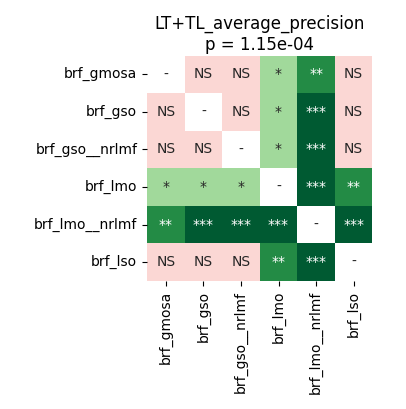 LT+TL_average_precision
p = 1.15e-04
brf_gmosa - NS NS * ** NS
brf_gso NS - NS * *** NS
brf_gso__nrlmf NS NS - * *** NS
brf_lmo * * * - *** **
brf_lmo__nrlmf ** *** *** *** - ***
brf_lso NS NS NS ** *** -
brf_gmosa brf_gso brf_gso__nrlmf brf_lmo brf_lmo__nrlmf brf_lso